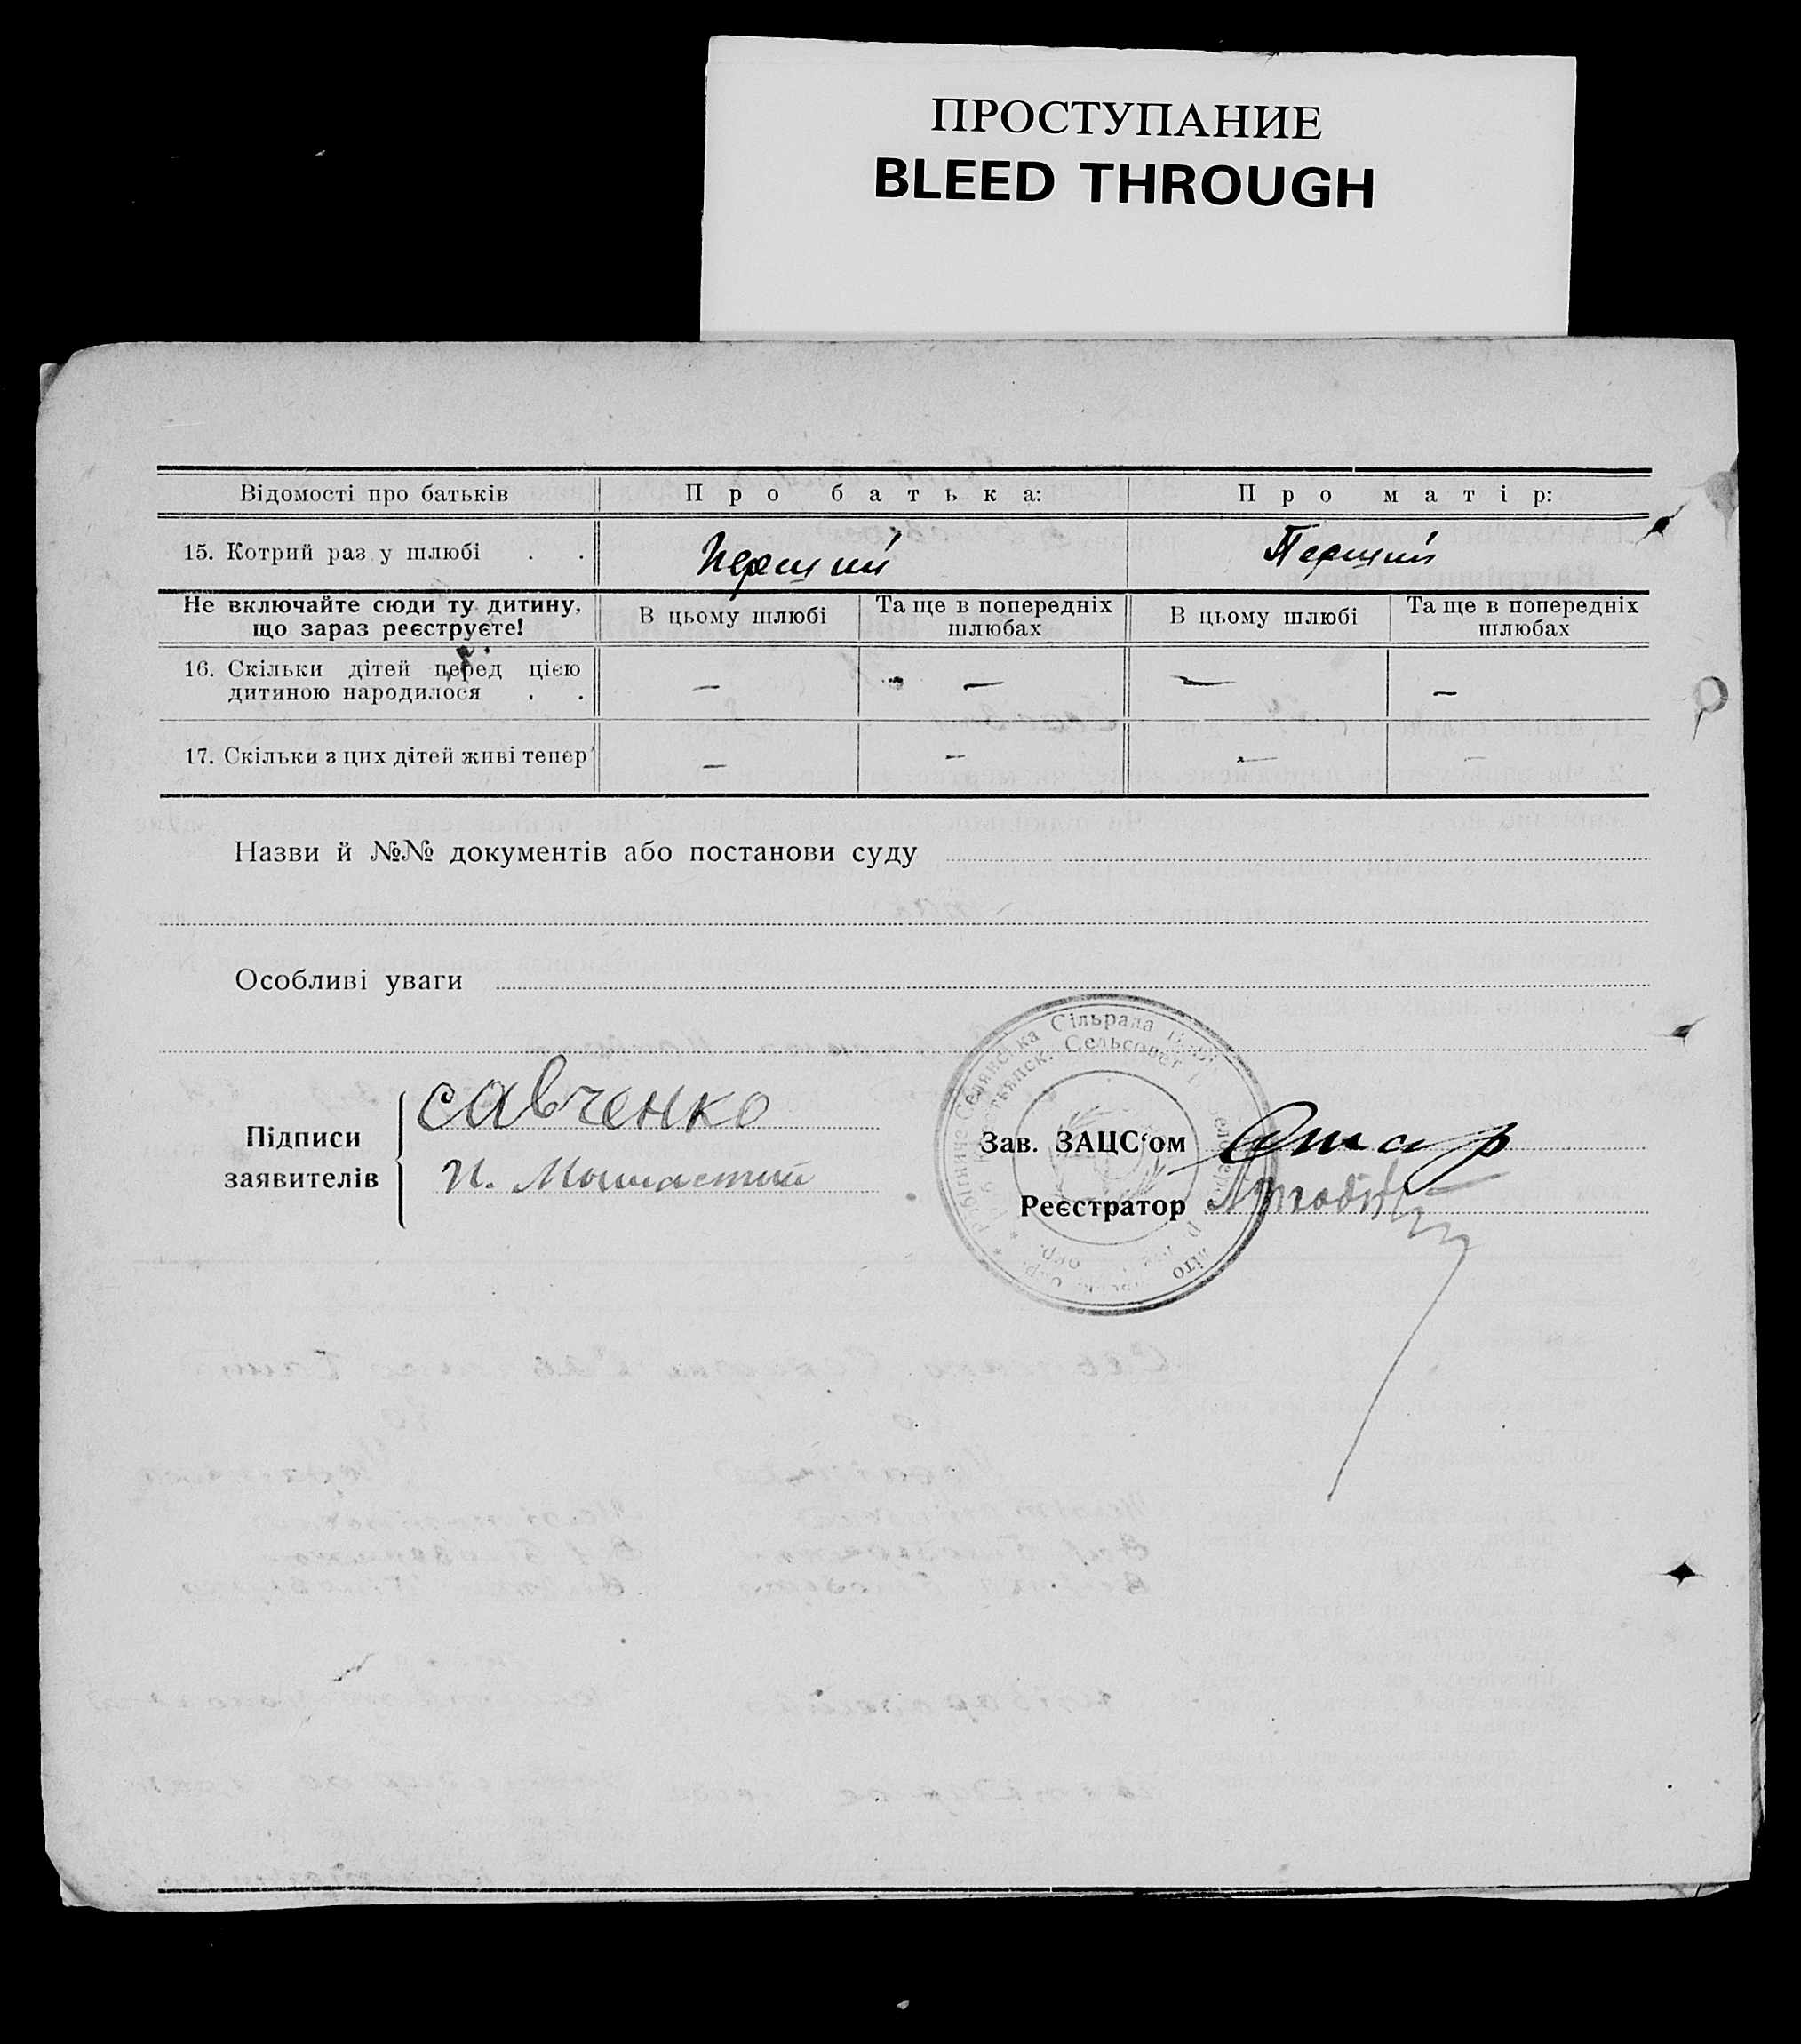 ПРОСТУПАНИЕ
BLEED THROUGH
Відомості про батьків
Про батька:
Про матір:
15. Котрий раз у шлюбі . .
Перший
Перший
Не включайте сюди ту дитину,
що зараз реєструєте!
В цьому шлюбі
Та ще в попередніх
шлюбах
В цьому шлюбі
Та ще в попередніх
шлюбах
16. Скільки дітей перед цією
дитиною народилося . .
— — — —
17. Скільки з цих дітей живі тепер
— — — —
Назви й №№ документів або постанови суду
Особливі уваги
Підписи
заявителів
савченко
И.
Сільрада
Сельсовет
Зав. ЗАЦС‘ом
Реєстратор